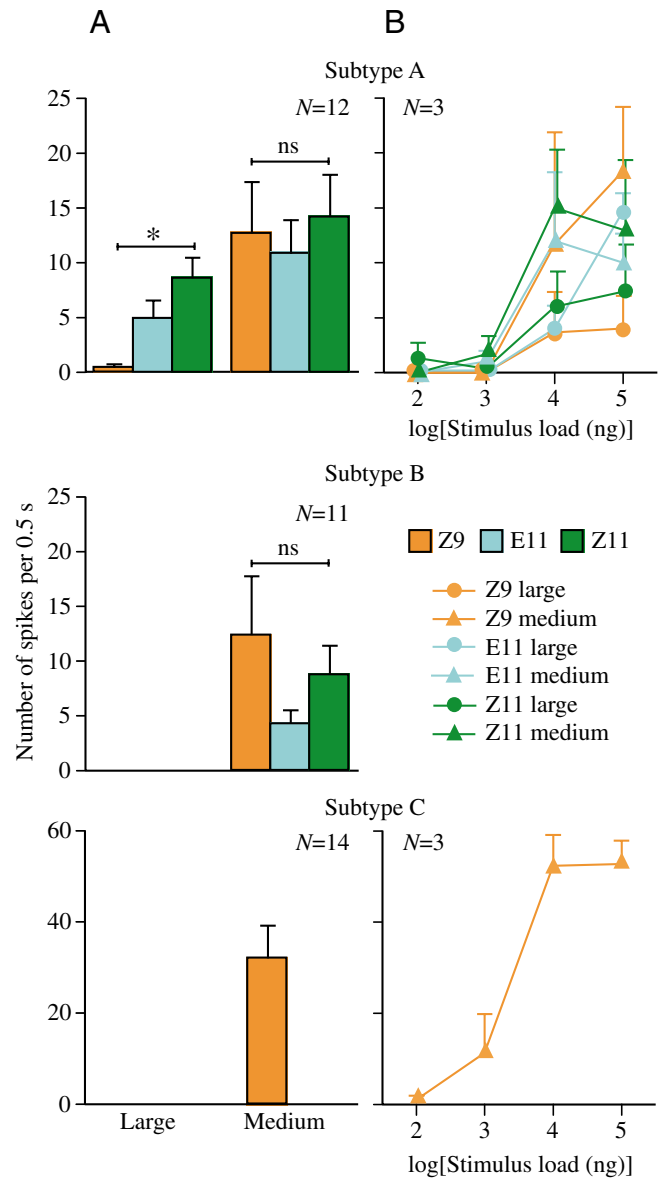 A
B
Subtype A
N=12
N=3
25
20
15
10
5
0
*
ns
2 3 4 5
log[Stimulus load (ng)]
Subtype B
N=11
25
20
15
10
5
0
ns
Z9 E11 Z11
Z9 large
Z9 medium
E11 large
E11 medium
Z11 large
Z11 medium
Number of spikes per 0.5 s
Subtype C
N=14
N=3
60
40
20
0
Large Medium
2 3 4 5
log[Stimulus load (ng)]